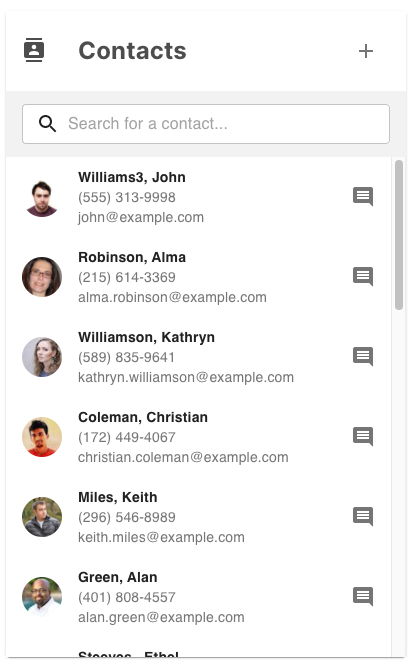 Contacts
Search for a contact...
Williams3, John
(555) 313-9998
john@example.com
Robinson, Alma
(215) 614-3369
alma.robinson@example.com
Williamson, Kathryn
(589) 835-9641
kathryn.williamson@example.com
Coleman, Christian
(172) 449-4067
christian.coleman@example.com
Miles, Keith
(296) 546-8989
keith.miles@example.com
Green, Alan
(401) 808-4557
alan.green@example.com